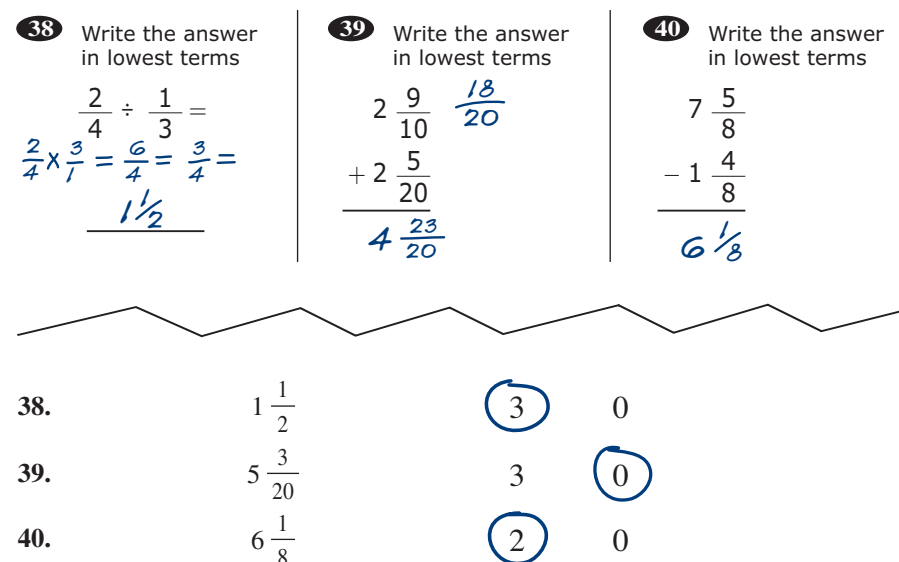 38 Write the answer in lowest terms
2/4 ÷ 1/3 =
2/4 x 3/1 = 6/4 = 3/4 =
1 1/2
39 Write the answer in lowest terms
2 9/10 18/20
+ 2 5/20
4 23/20
40 Write the answer in lowest terms
7 5/8
− 1 4/8
6 1/8
38. 1 1/2 3 0
39. 5 3/20 3 0
40. 6 1/8 2 0